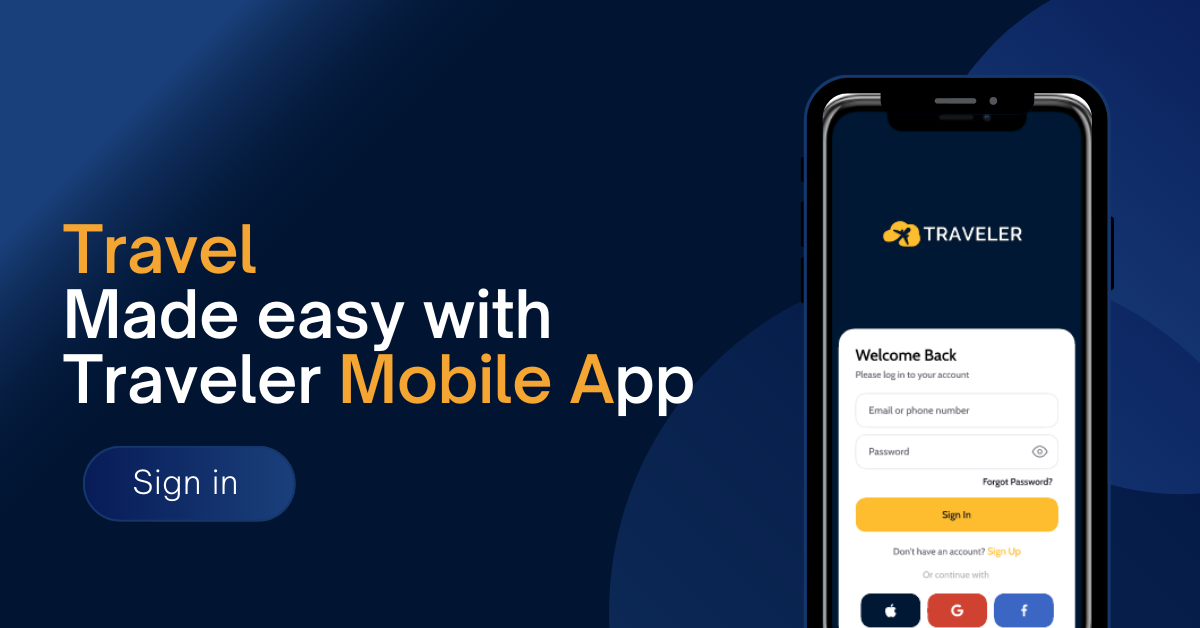 Travel
Made easy with
Traveler Mobile App
Sign in
TRAVELER
Welcome Back
Please log in to your account
Email or phone number
Password
Forgot Password?
Sign In
Don't have an account? Sign Up
Or continue with
G
f